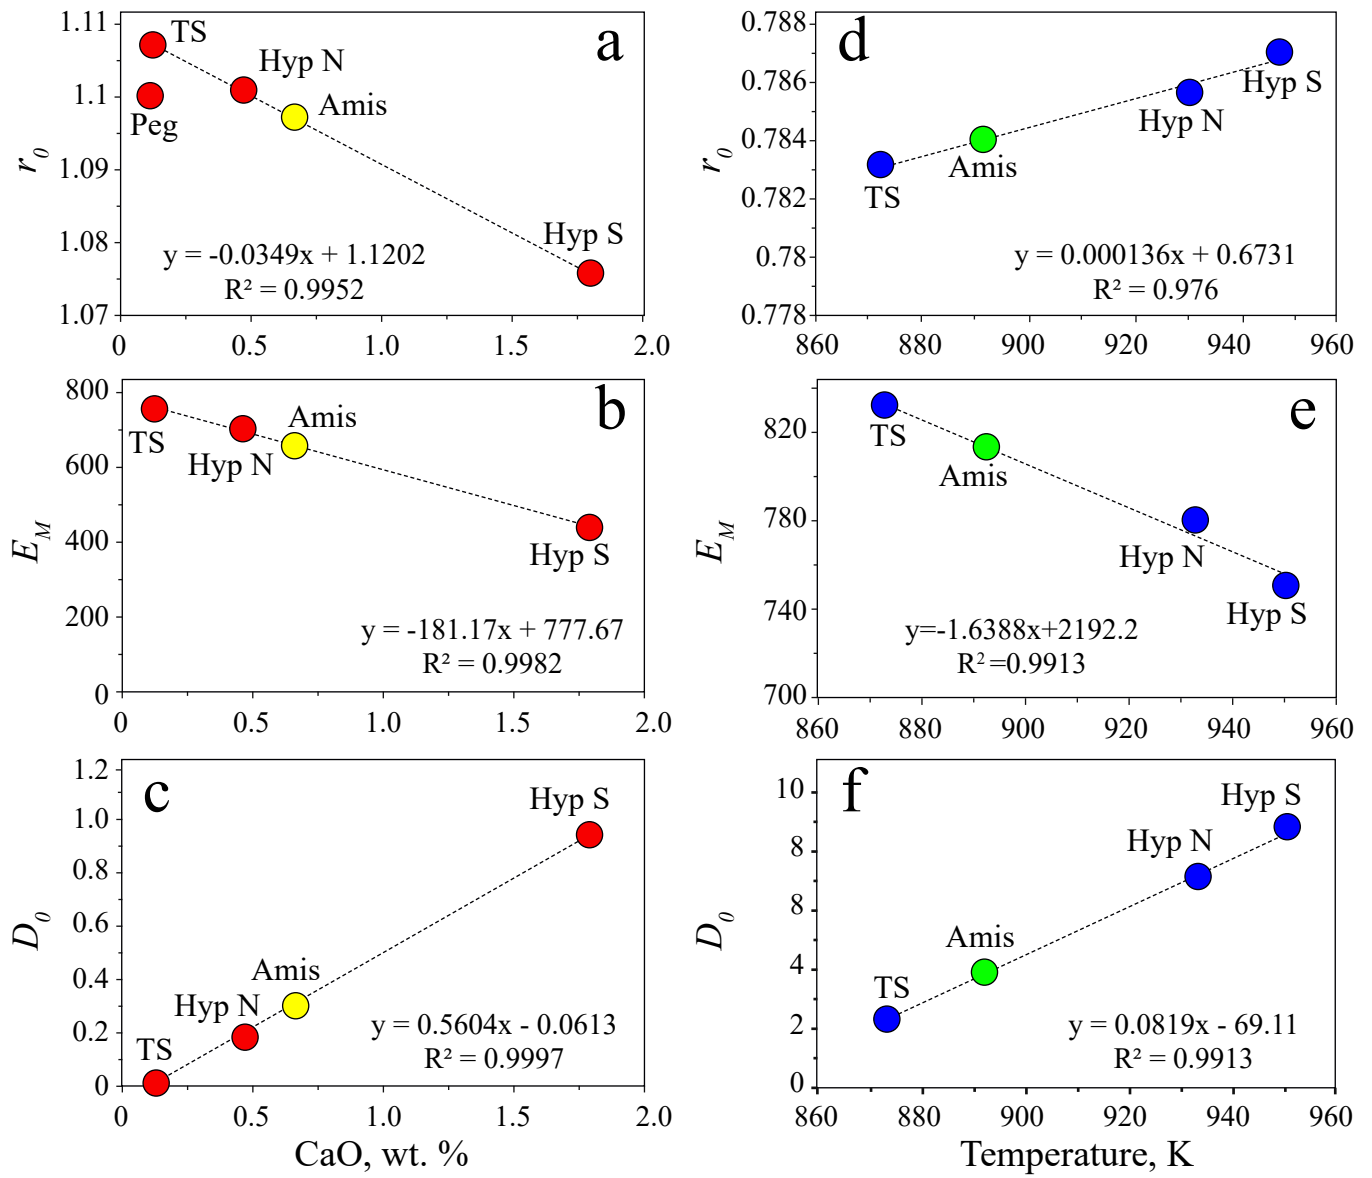 a
1.11
1.1
1.09
1.08
1.07
r0
TS
Peg
Hyp N
Amis
Hyp S
y = -0.0349x + 1.1202
R² = 0.9952
0 0.5 1.0 1.5 2.0
d
0.788
0.786
0.784
0.782
0.78
0.778
r0
TS
Amis
Hyp N
Hyp S
y = 0.000136x + 0.6731
R² = 0.976
860 880 900 920 940 960
b
800
600
400
200
0
EM
TS
Hyp N
Amis
Hyp S
y = -181.17x + 777.67
R² = 0.9982
0 0.5 1.0 1.5 2.0
e
820
780
740
700
EM
TS
Amis
Hyp N
Hyp S
y=-1.6388x+2192.2
R²=0.9913
860 880 900 920 940 960
c
1.2
1.0
0.8
0.6
0.4
0.2
0
D0
TS
Hyp N
Amis
Hyp S
y = 0.5604x - 0.0613
R² = 0.9997
0 0.5 1.0 1.5 2.0
CaO, wt. %
f
10
8
8
4
2
0
D0
TS
Amis
Hyp N
Hyp S
y = 0.0819x - 69.11
R² = 0.9913
860 880 900 920 940 960
Temperature, K